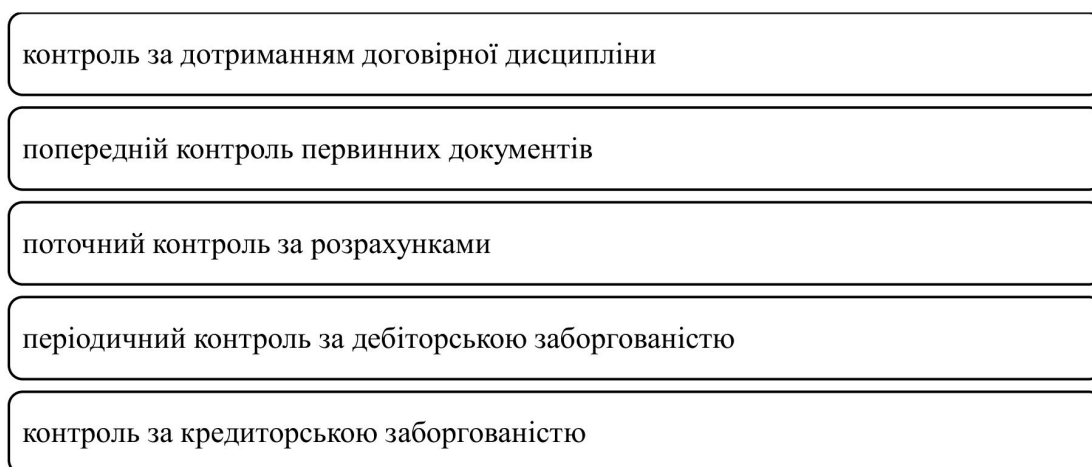 контроль за дотриманням договірної дисципліни
попередній контроль первинних документів
поточний контроль за розрахунками
періодичний контроль за дебіторською заборгованістю
контроль за кредиторською заборгованістю